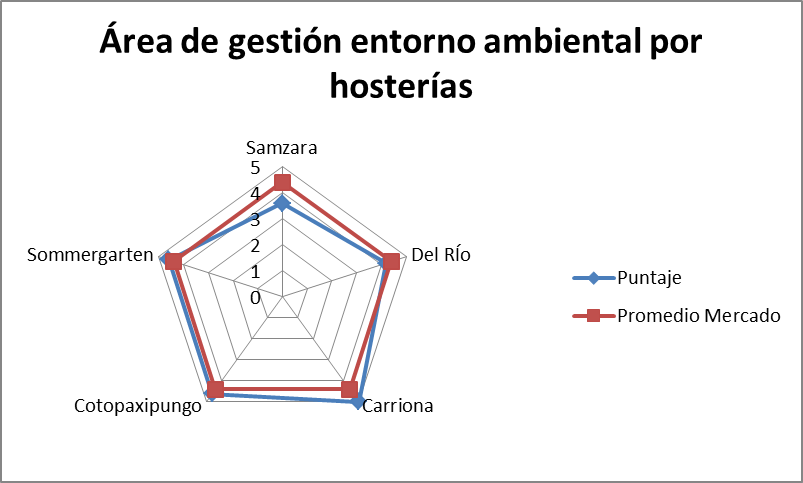 Área de gestión entorno ambiental por
hosterías
Samzara
5
4
3
2
1
0
Sommergarten
Del RÍo
Cotopaxipungo
Carriona
Puntaje
Promedio Mercado